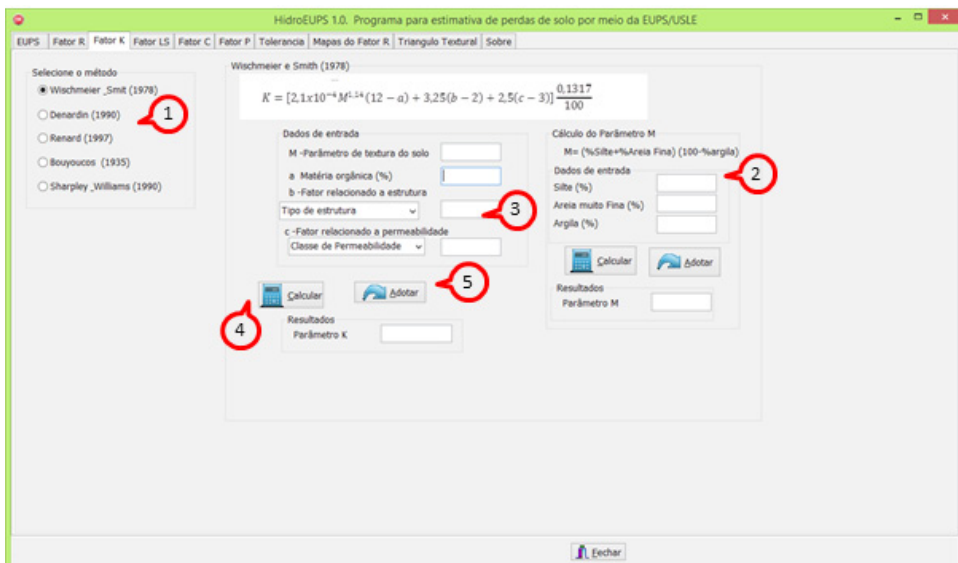 HidroEUPS 1.0. Programa para estimativa de perdas de solo por meio da EUPS/USLE
EUPS Fator R Fator K Fator LS Fator C Fator P Tolerancia Mapas do Fator R Triangulo Textural Sobre
Selecione o método
Wischmeier _Smit (1978)
Denardin (1990)
Renard (1997)
Bouyoucos (1935)
Sharpley _Williams (1990)
1
Wischmeier e Smith (1978)
K = [2,1x10⁻⁴M¹·¹⁴(12 − a) + 3,25(b − 2) + 2,5(c − 3)] 0,1317/100
Dados de entrada
M -Parâmetro de textura do solo
a Matéria orgânica (%)
b -Fator relacionado a estrutura
Tipo de estrutura
3
c -Fator relacionado a permeabilidade
Classe de Permeabilidade
Calcular
Adotar
5
4
Resultados
Parâmetro K
Cálculo do Parâmetro M
M= (%Silte+%Areia Fina) (100-%argila)
Dados de entrada
2
Silte (%)
Areia muito Fina (%)
Argila (%)
Calcular
Adotar
Resultados
Parâmetro M
Fechar